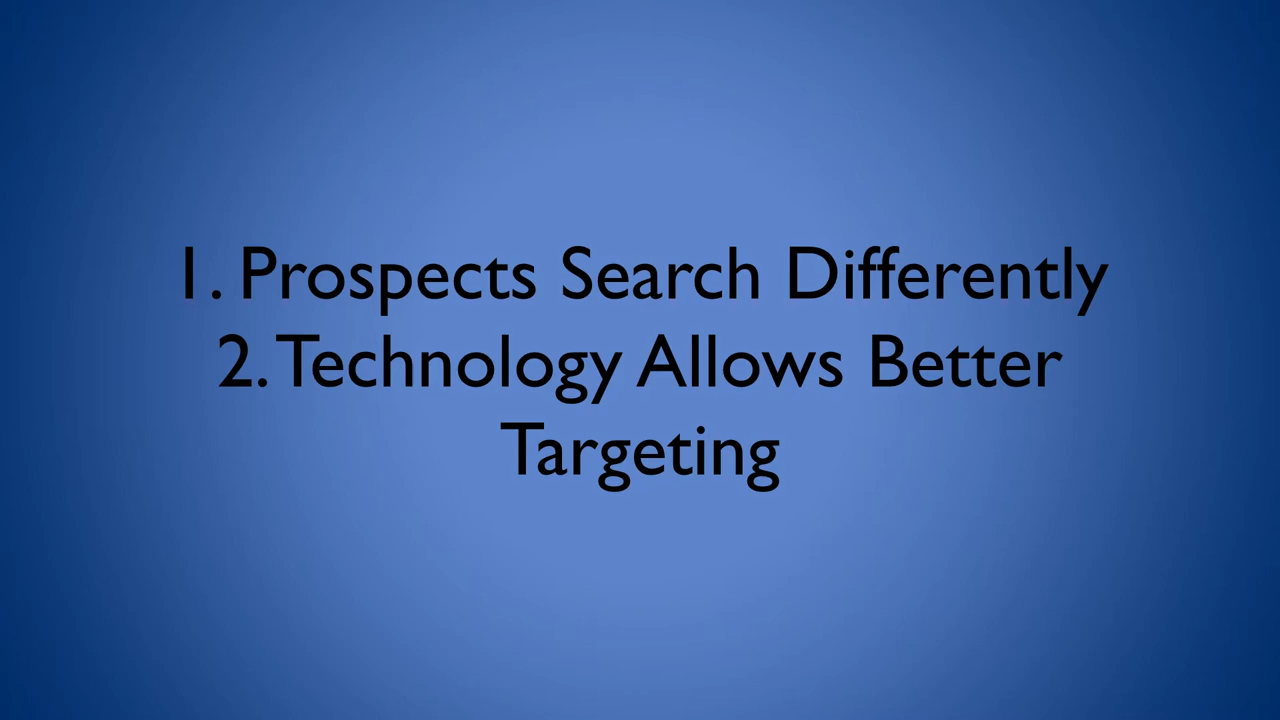 1. Prospects Search Differently
2. Technology Allows Better
Targeting